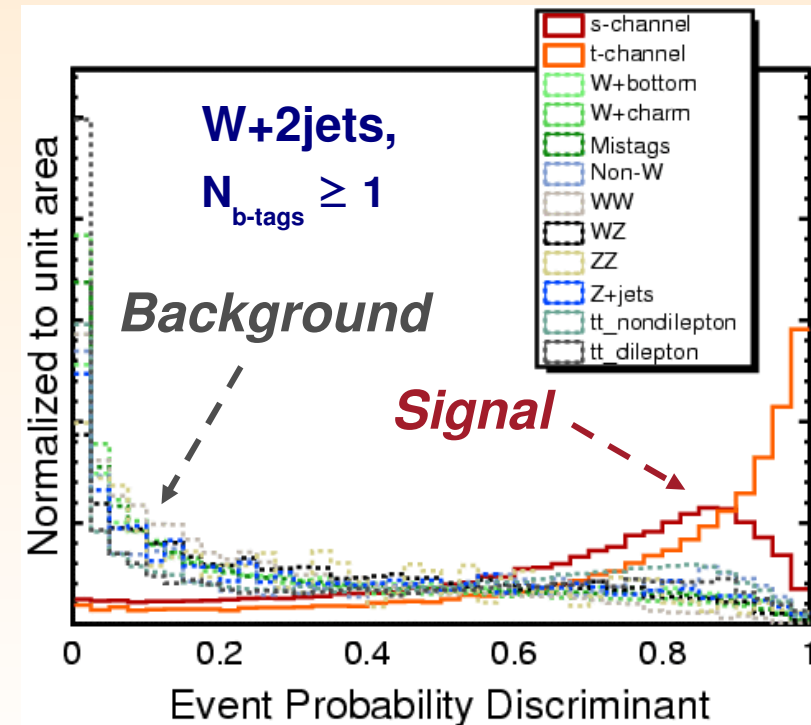 s-channel
t-channel
W+bottom
W+charm
Mistags
Non-W
WW
WZ
ZZ
Z+jets
tt_nondilepton
tt_dilepton
W+2jets,
N b-tags ≥ 1
Background
Signal
Normalized to unit area
0 0.2 0.4 0.6 0.8 1
Event Probability Discriminant